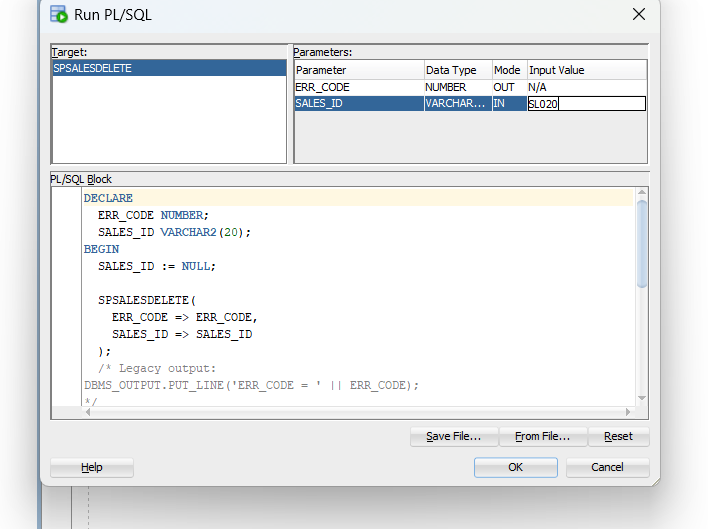 Run PL/SQL
Target:
SPSALESDELETE
Parameters:
Parameter Data Type Mode Input Value
ERR_CODE NUMBER OUT N/A
SALES_ID VARCHAR... IN SL020
PL/SQL Block
DECLARE
ERR_CODE NUMBER;
SALES_ID VARCHAR2(20);
BEGIN
SALES_ID := NULL;
SPSALESDELETE(
ERR_CODE => ERR_CODE,
SALES_ID => SALES_ID
);
/* Legacy output:
DBMS_OUTPUT.PUT_LINE('ERR_CODE = ' || ERR_CODE);
*/
Save File... From File... Reset
Help OK Cancel